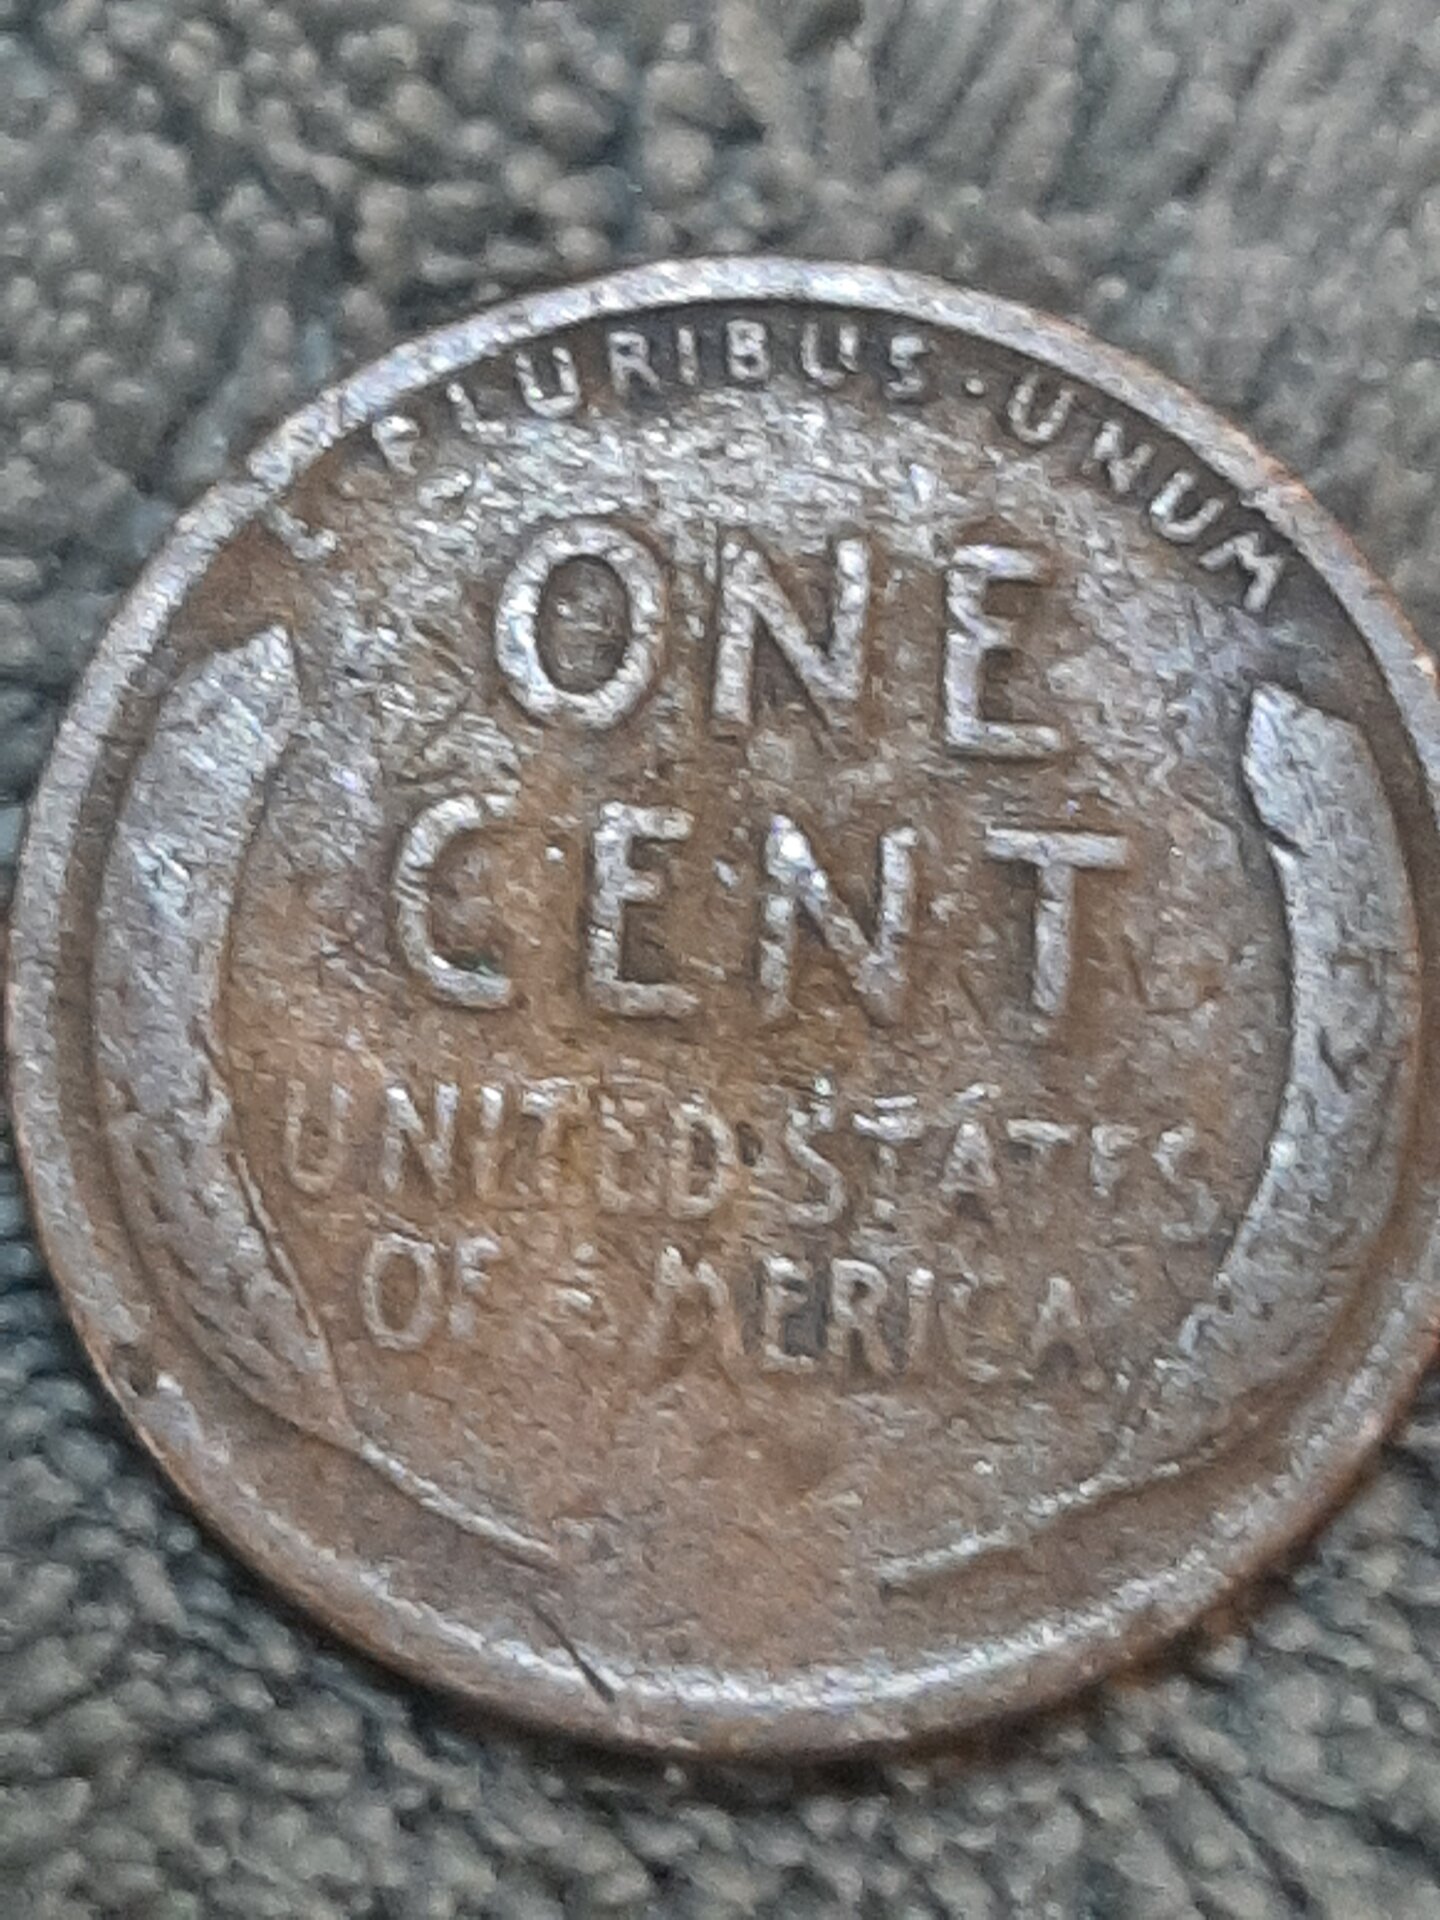 E PLURIBUS · UNUM
ONE
CENT
UNITED STATES
OF AMERICA